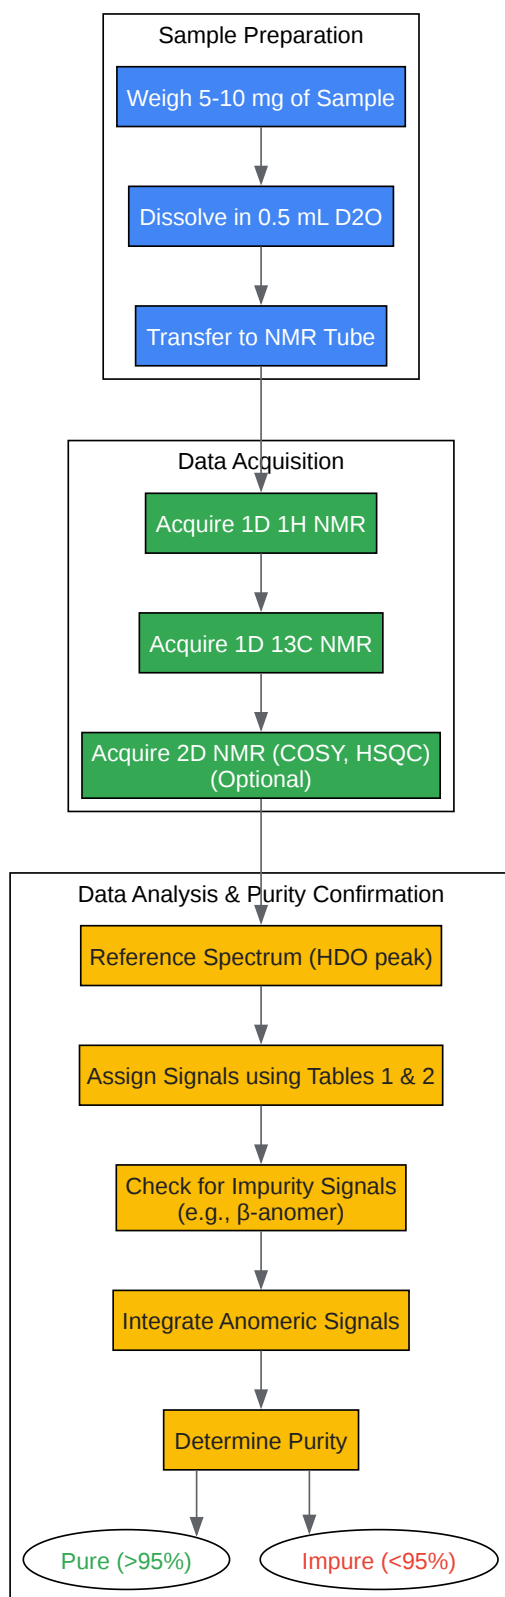 Sample Preparation
Weigh 5-10 mg of Sample
Dissolve in 0.5 mL D2O
Transfer to NMR Tube
Data Acquisition
Acquire 1D 1H NMR
Acquire 1D 13C NMR
Acquire 2D NMR (COSY, HSQC)
(Optional)
Data Analysis & Purity Confirmation
Reference Spectrum (HDO peak)
Assign Signals using Tables 1 & 2
Check for Impurity Signals
(e.g., β-anomer)
Integrate Anomeric Signals
Determine Purity
Pure (>95%)
Impure (<95%)